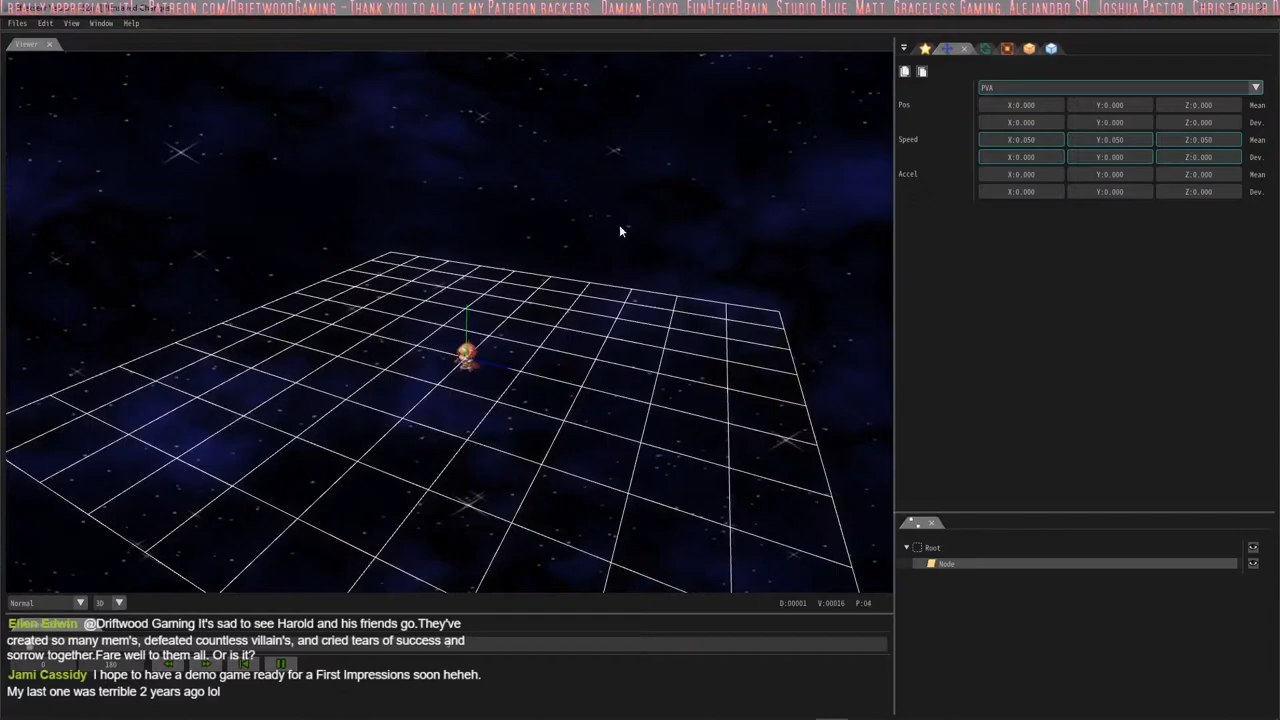 PATREON.COM/DRIFTWOODGAMING - THANK YOU TO ALL OF MY PATREON BACKERS. DAMIAN FLOYD FUN4THEBRAIN STUDIO BLUE MATT GRACELESS GAMING ALEJANDRO SO JOSHUA PACTOR CHRISTOPHER
Files Edit View Window Help
Viewer
PVA
Pos X:0.000 Y:0.000 Z:0.000 Mean
X:0.000 Y:0.000 Z:0.000 Dev.
Speed X:0.050 Y:0.050 Z:0.050 Mean
X:0.000 Y:0.000 Z:0.000 Dev.
Accel X:0.000 Y:0.000 Z:0.000 Mean
X:0.000 Y:0.000 Z:0.000 Dev.
Root
Node
Normal 3D D:00001 V:00016 P:04
Ellen Edwin @Driftwood Gaming It's sad to see Harold and his friends go.They've
created so many mem's, defeated countless villain's, and cried tears of success and
sorrow together.Fare well to them all. Or is it?
0 180
Jami Cassidy I hope to have a demo game ready for a First Impressions soon heheh.
My last one was terrible 2 years ago lol